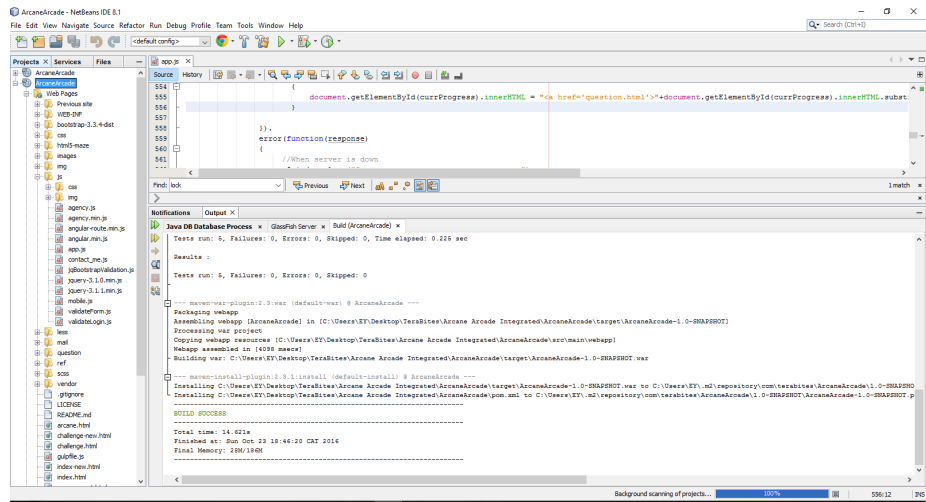 ArcaneArcade - NetBeans IDE 8.1
File Edit View Navigate Source Refactor Run Debug Profile Team Tools Window Help
Search (Ctrl+I)
<default config>
Projects Services Files
ArcaneArcade
ArcaneArcade
Web Pages
Previous site
WEB-INF
bootstrap-3.3.4-dist
css
html5-maze
images
img
js
css
img
agency.js
agency.min.js
angular-route.min.js
angular.min.js
app.js
contact_me.js
jqBootstrapValidation.js
jquery-3.1.0.min.js
jquery-3.1.1.min.js
mobile.js
validateForm.js
validateLogin.js
less
mail
question
ref
scss
vendor
.gitignore
LICENSE
README.md
arcane.html
challenge-new.html
challenge.html
gulpfile.js
index-new.html
index.html
app.js
Source History
554 {
555 document.getElementById(currProgress).innerHTML = "<a href='question.html'>"+document.getElementById(currProgress).innerHTML.subst
556 }
557
558 }).
559 error(function(response)
560 {
561 //When server is down
Find: lock Previous Next 1 match
Notifications Output
Java DB Database Process GlassFish Server Build (ArcaneArcade)
Tests run: 5, Failures: 0, Errors: 0, Skipped: 0, Time elapsed: 0.225 sec
Results :
Tests run: 5, Failures: 0, Errors: 0, Skipped: 0
--- maven-war-plugin:2.3:war (default-war) @ ArcaneArcade ---
Packaging webapp
Assembling webapp [ArcaneArcade] in [C:\Users\EY\Desktop\TeraBites\Arcane Arcade Integrated\ArcaneArcade\target\ArcaneArcade-1.0-SNAPSHOT]
Processing war project
Copying webapp resources [C:\Users\EY\Desktop\TeraBites\Arcane Arcade Integrated\ArcaneArcade\src\main\webapp]
Webapp assembled in [4098 msecs]
Building war: C:\Users\EY\Desktop\TeraBites\Arcane Arcade Integrated\ArcaneArcade\target\ArcaneArcade-1.0-SNAPSHOT.war
--- maven-install-plugin:2.3.1:install (default-install) @ ArcaneArcade ---
Installing C:\Users\EY\Desktop\TeraBites\Arcane Arcade Integrated\ArcaneArcade\target\ArcaneArcade-1.0-SNAPSHOT.war to C:\Users\EY\.m2\repository\com\terabites\ArcaneArcade\1.0-SNAPSHO
Installing C:\Users\EY\Desktop\TeraBites\Arcane Arcade Integrated\ArcaneArcade\pom.xml to C:\Users\EY\.m2\repository\com\terabites\ArcaneArcade\1.0-SNAPSHOT\ArcaneArcade-1.0-SNAPSHOT.p
------------------------------------------------------------------------
BUILD SUCCESS
------------------------------------------------------------------------
Total time: 14.621s
Finished at: Sun Oct 23 18:46:20 CAT 2016
Final Memory: 28M/186M
------------------------------------------------------------------------
Background scanning of projects... 100% 556:12 INS